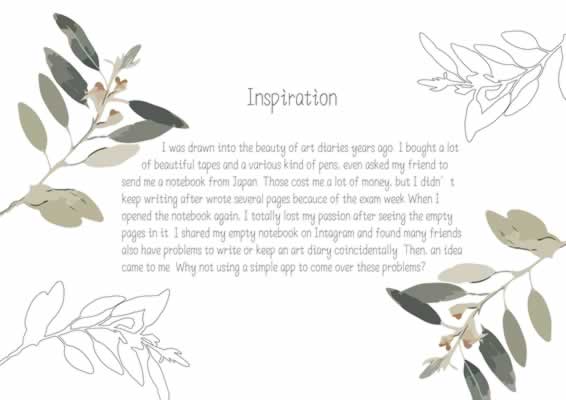 Inspiration
I was drawn into the beauty of art diaries years ago. I bought a lot
of beautiful tapes and a various kind of pens, even asked my friend to
send me a notebook from Japan. Those cost me a lot of money, but I didn't
keep writing after wrote several pages becauce of the exam week. When I
opened the notebook again, I totally lost my passion after seeing the empty
pages in it. I shared my empty notebook on Intagram and found many friends
also have problems to write or keep an art diary coincidentally. Then, an idea
came to me. Why not using a simple app to come over these problems?